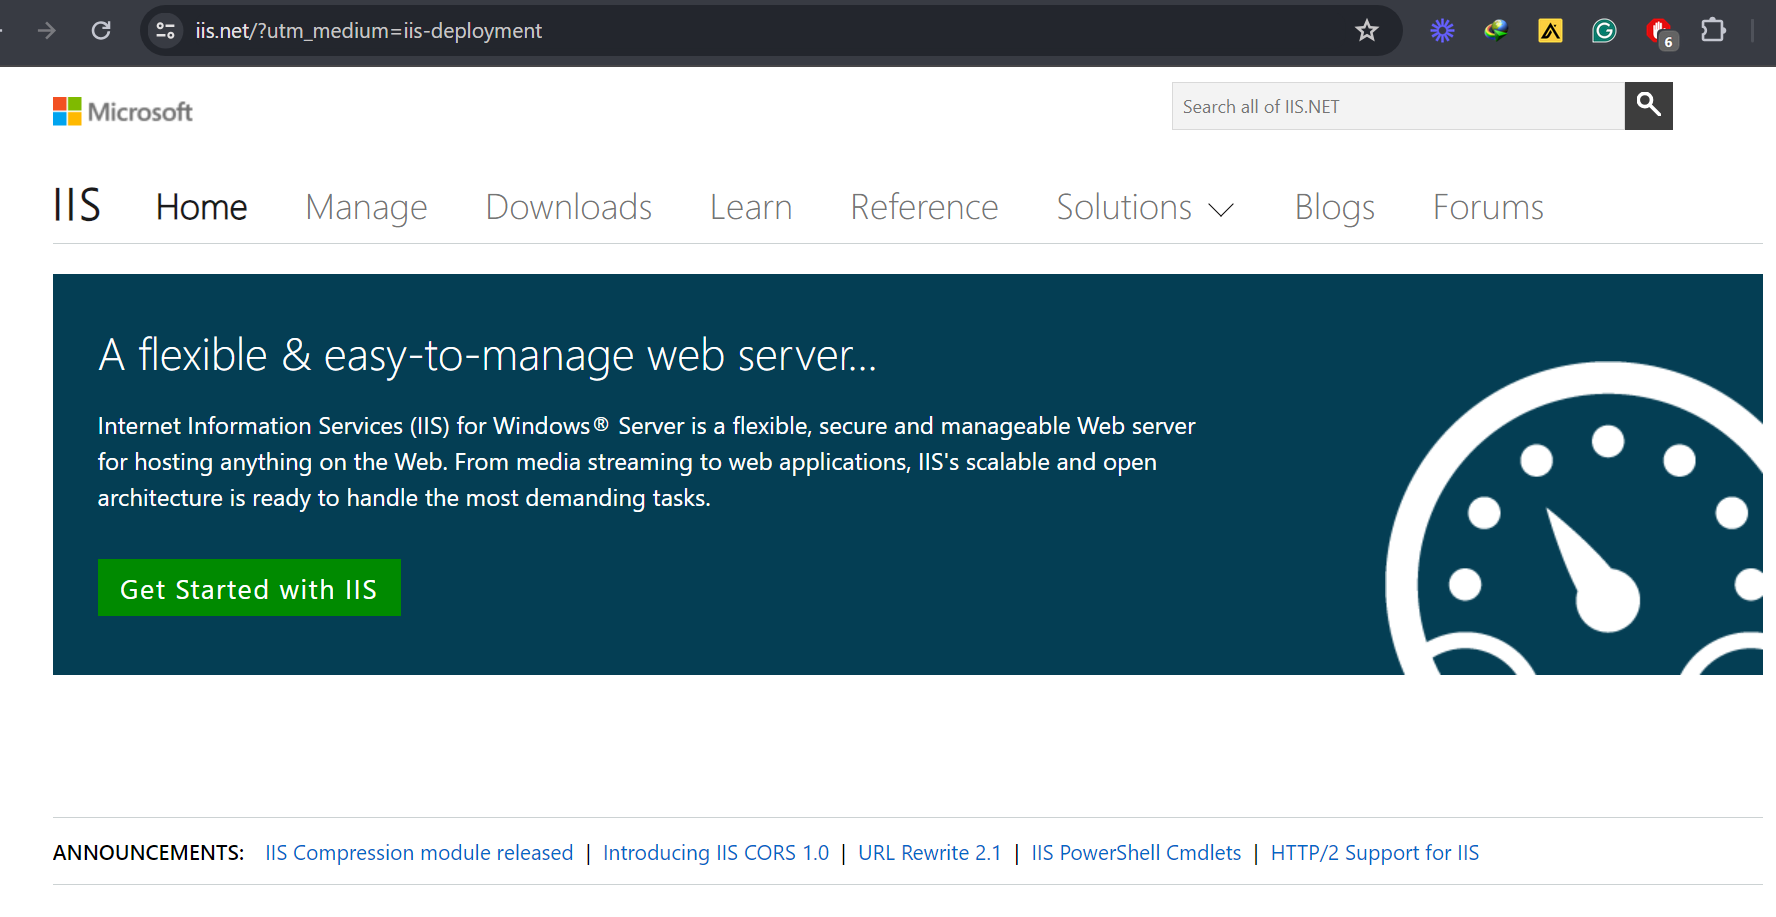 iis.net/?utm_medium=iis-deployment
6
Microsoft
Search all of IIS.NET
IIS Home Manage Downloads Learn Reference Solutions Blogs Forums
A flexible & easy-to-manage web server...
Internet Information Services (IIS) for Windows® Server is a flexible, secure and manageable Web server
for hosting anything on the Web. From media streaming to web applications, IIS's scalable and open
architecture is ready to handle the most demanding tasks.
Get Started with IIS
ANNOUNCEMENTS: IIS Compression module released | Introducing IIS CORS 1.0 | URL Rewrite 2.1 | IIS PowerShell Cmdlets | HTTP/2 Support for IIS